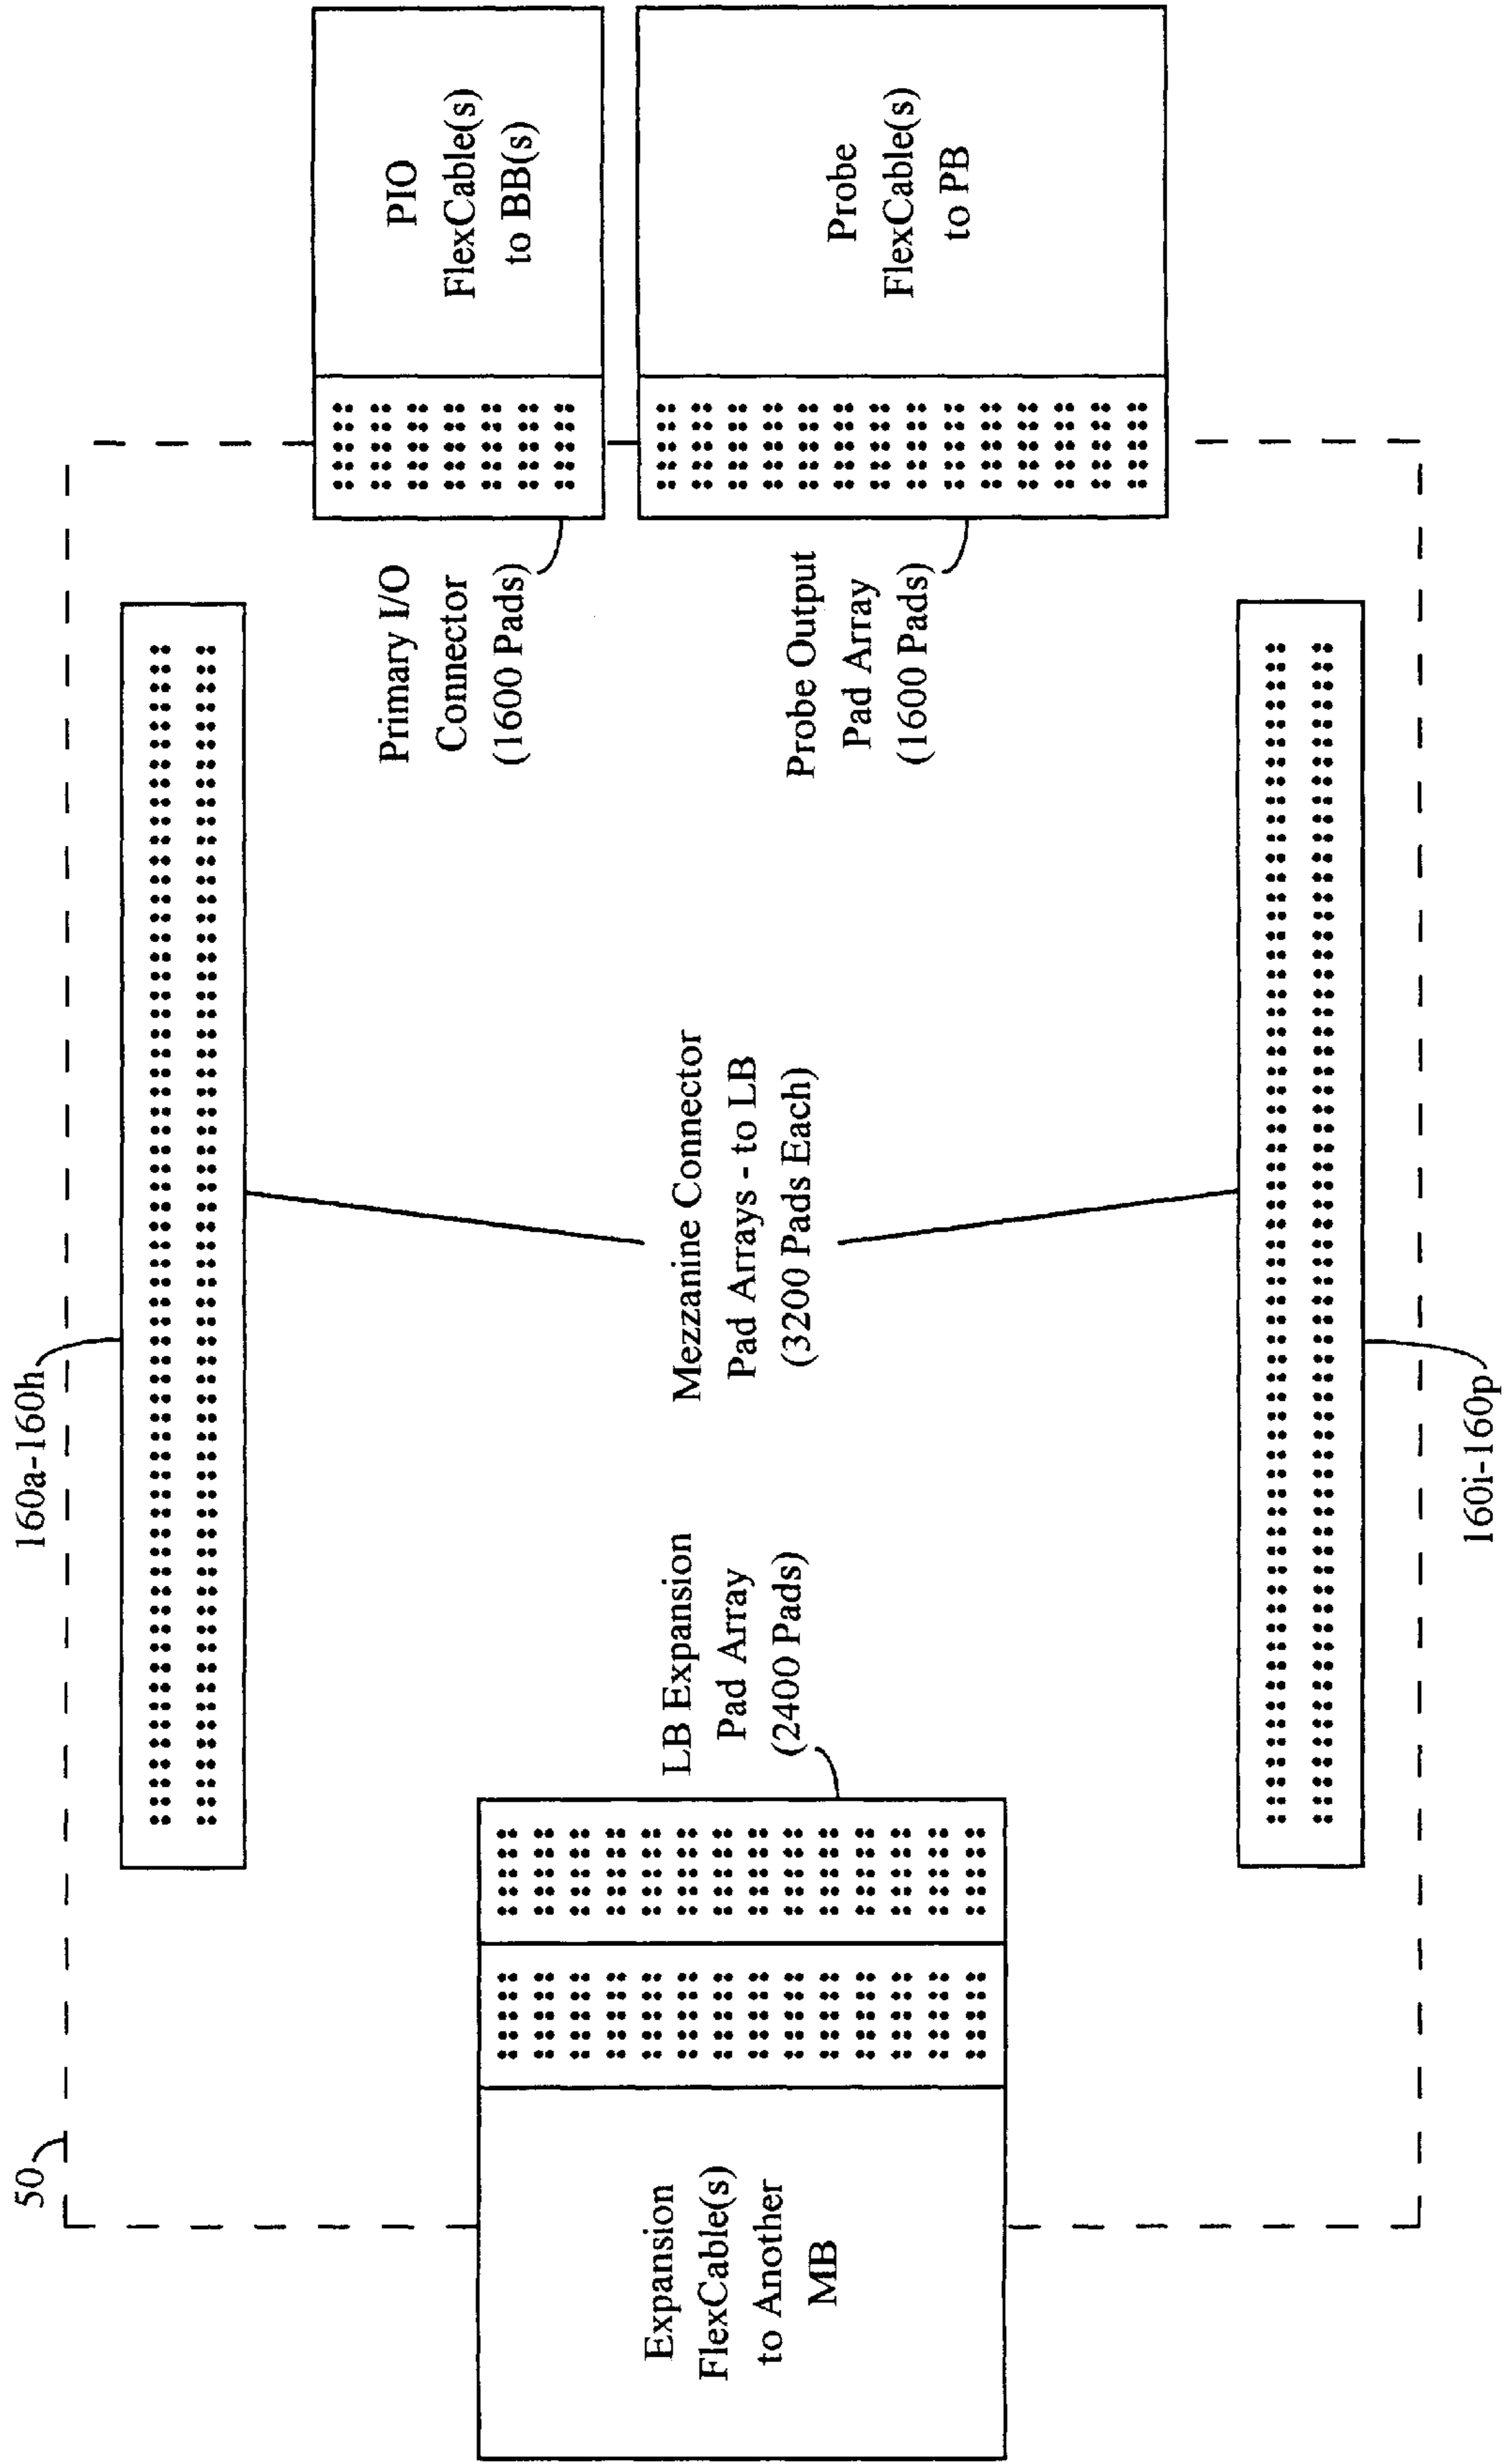 50
160a-160h
PIO
FlexCable(s)
to BB(s)
Primary I/O
Connector
(1600 Pads)
Probe
FlexCable(s)
to PB
Probe Output
Pad Array
(1600 Pads)
Mezzanine Connector
Pad Arrays - to LB
(3200 Pads Each)
LB Expansion
Pad Array
(2400 Pads)
Expansion
FlexCable(s)
to Another
MB
160i-160p